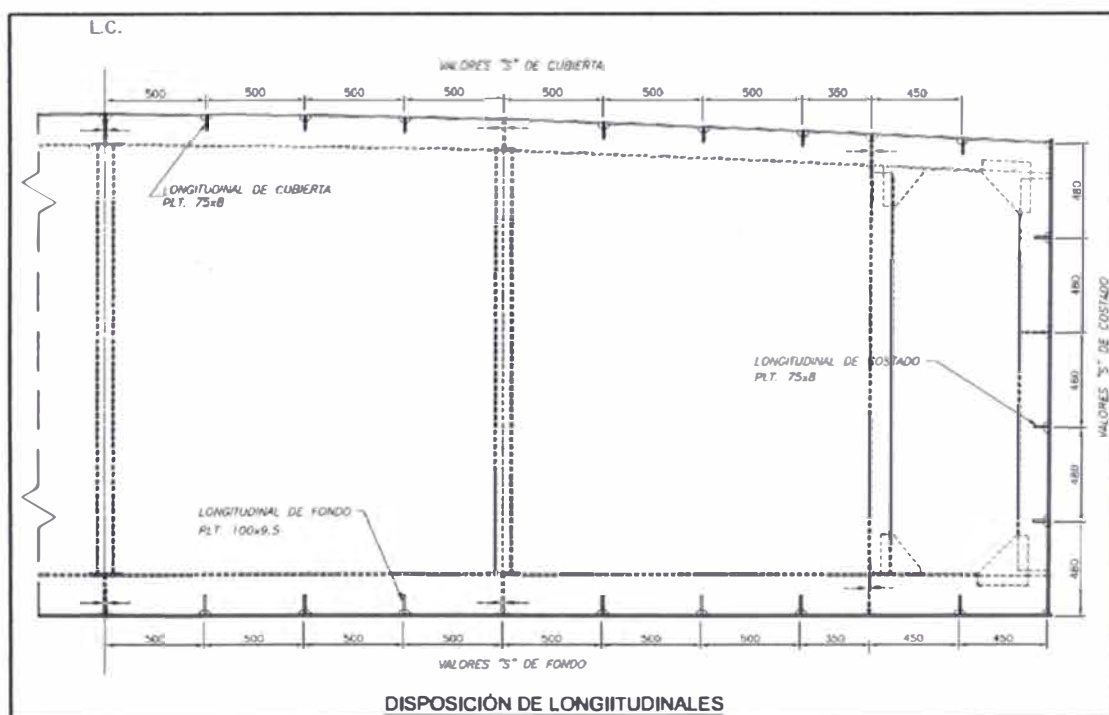 L.C.
VALORES "S" DE CUBIERTA
500 500 500 500 500 500 500 350 450
LONGITUDINAL DE CUBIERTA
PLT. 75x8
480
480
480
480
480
VALORES "S" DE COSTADO
LONGITUDINAL DE COSTADO
PLT. 75x8
LONGITUDINAL DE FONDO
PLT. 100x9.5
500 500 500 500 500 500 500 350 450 450
VALORES "S" DE FONDO
DISPOSICIÓN DE LONGIITUDINALES